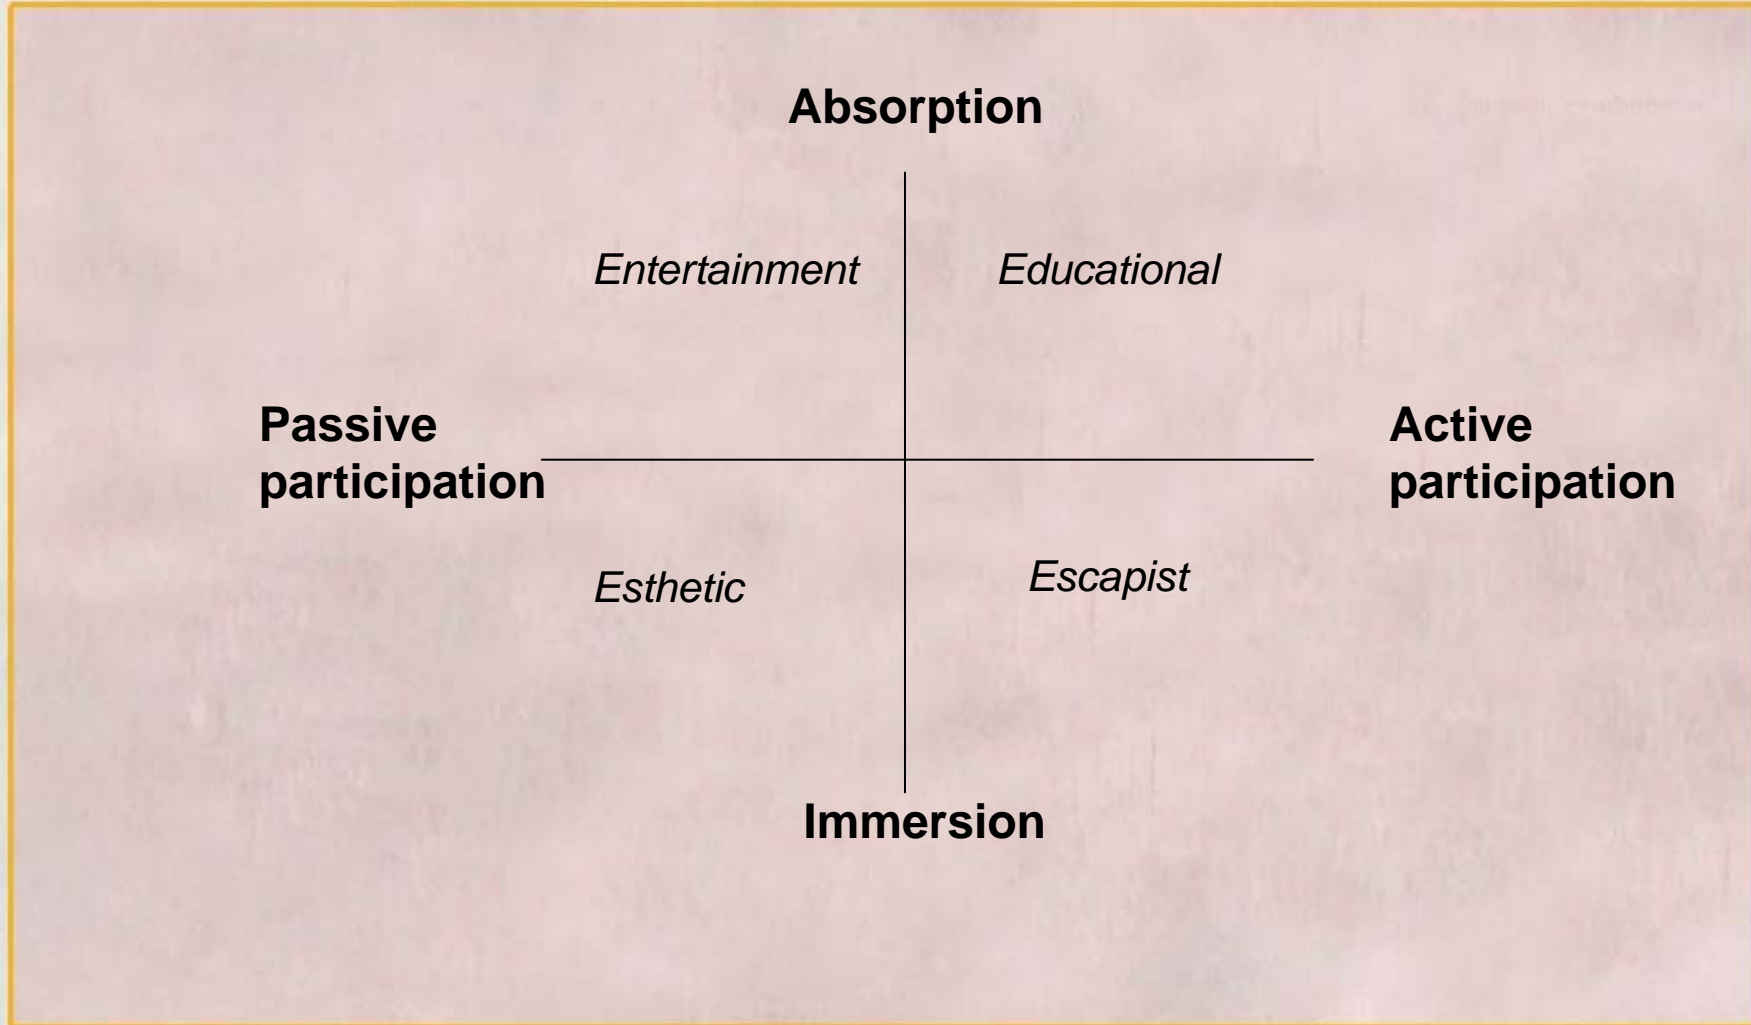 Absorption
Entertainment
Educational
Passive
participation
Active
participation
Esthetic
Escapist
Immersion